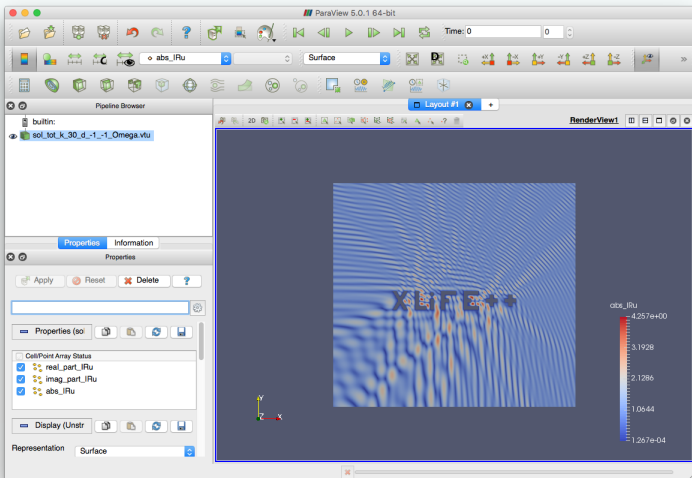 ParaView 5.0.1 64-bit
Time: 0
0
abs_IRu
Surface
+X
-X
+Y
-Y
+Z
-Z
Pipeline Browser
Layout #1
+
builtin:
2D
RenderView1
sol_tot_k_30_d_-1_-1_Omega.vtu
Properties
Information
Properties
Apply
Reset
Delete
?
Properties (sol
Cell/Point Array Status
real_part_IRu
imag_part_IRu
abs_IRu
Display (Unstr
Representation
Surface
XLIFE++
abs_IRu
4.257e+00
3.1928
2.1286
1.0644
1.267e-04
Y
Z
X